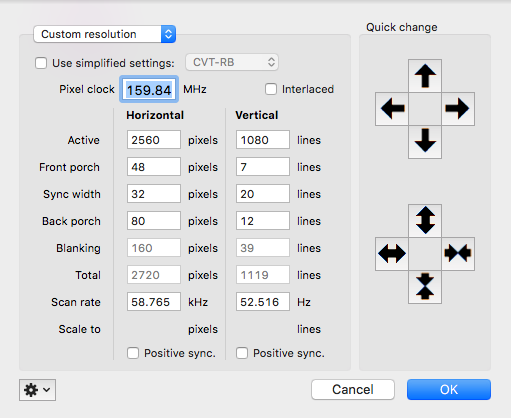 Custom resolution
Quick change
Use simplified settings: CVT-RB
Pixel clock 159.84 MHz Interlaced
Horizontal Vertical
Active 2560 pixels 1080 lines
Front porch 48 pixels 7 lines
Sync width 32 pixels 20 lines
Back porch 80 pixels 12 lines
Blanking 160 pixels 39 lines
Total 2720 pixels 1119 lines
Scan rate 58.765 kHz 52.516 Hz
Scale to pixels lines
Positive sync. Positive sync.
Cancel OK